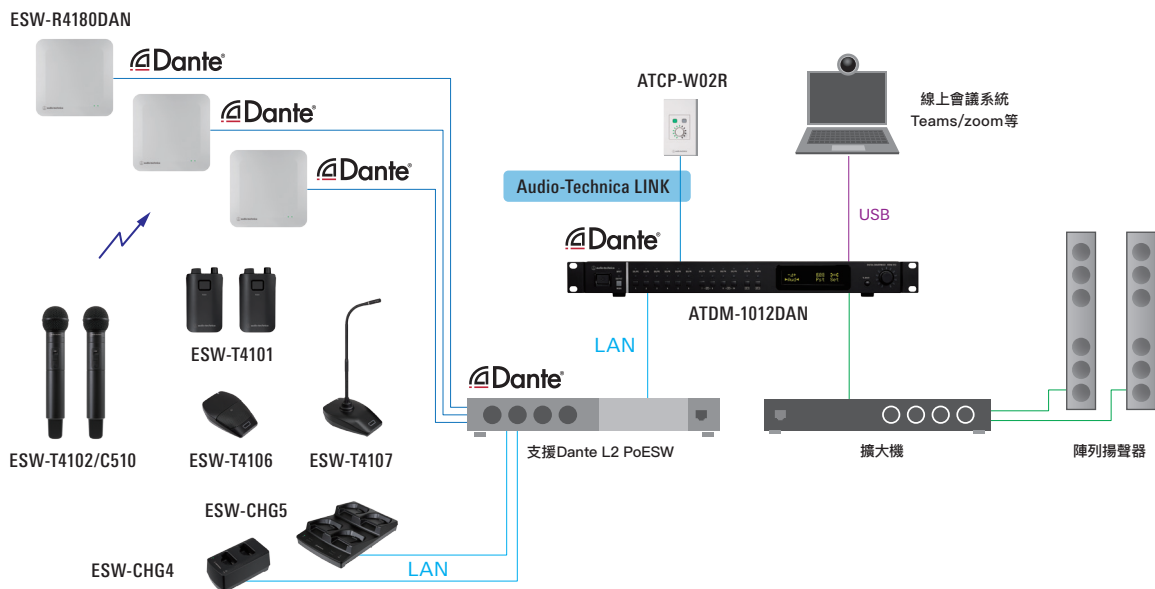 ESW-R4180DAN
Dante®
Dante®
Dante®
ATCP-W02R
線上會議系統
Teams/zoom等
Audio-Technica LINK
USB
Dante®
ATDM-1012DAN
ESW-T4101
LAN
Dante®
ESW-T4102/C510
ESW-T4106
ESW-T4107
支援Dante L2 PoESW
擴大機
陣列揚聲器
ESW-CHG5
ESW-CHG4
LAN